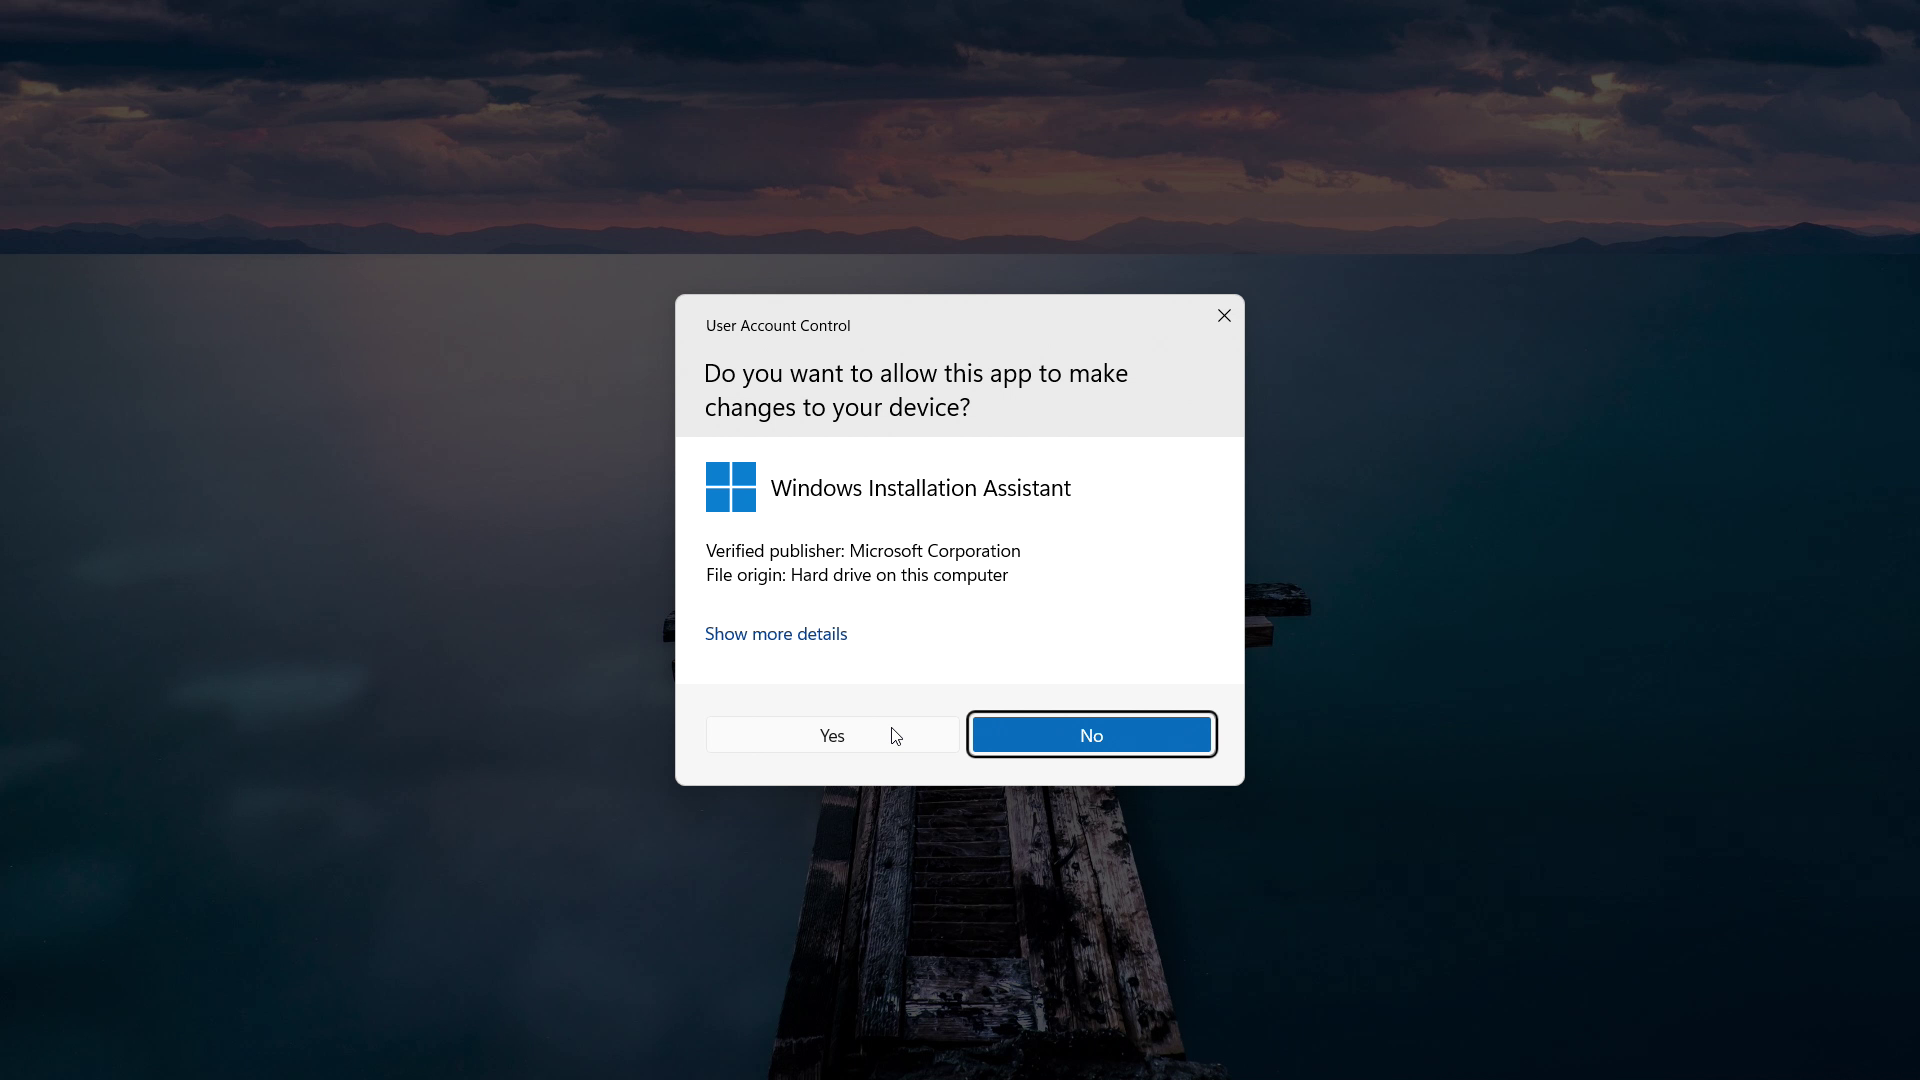 User Account Control
Do you want to allow this app to make
changes to your device?
Windows Installation Assistant
Verified publisher: Microsoft Corporation
File origin: Hard drive on this computer
Show more details
Yes
No